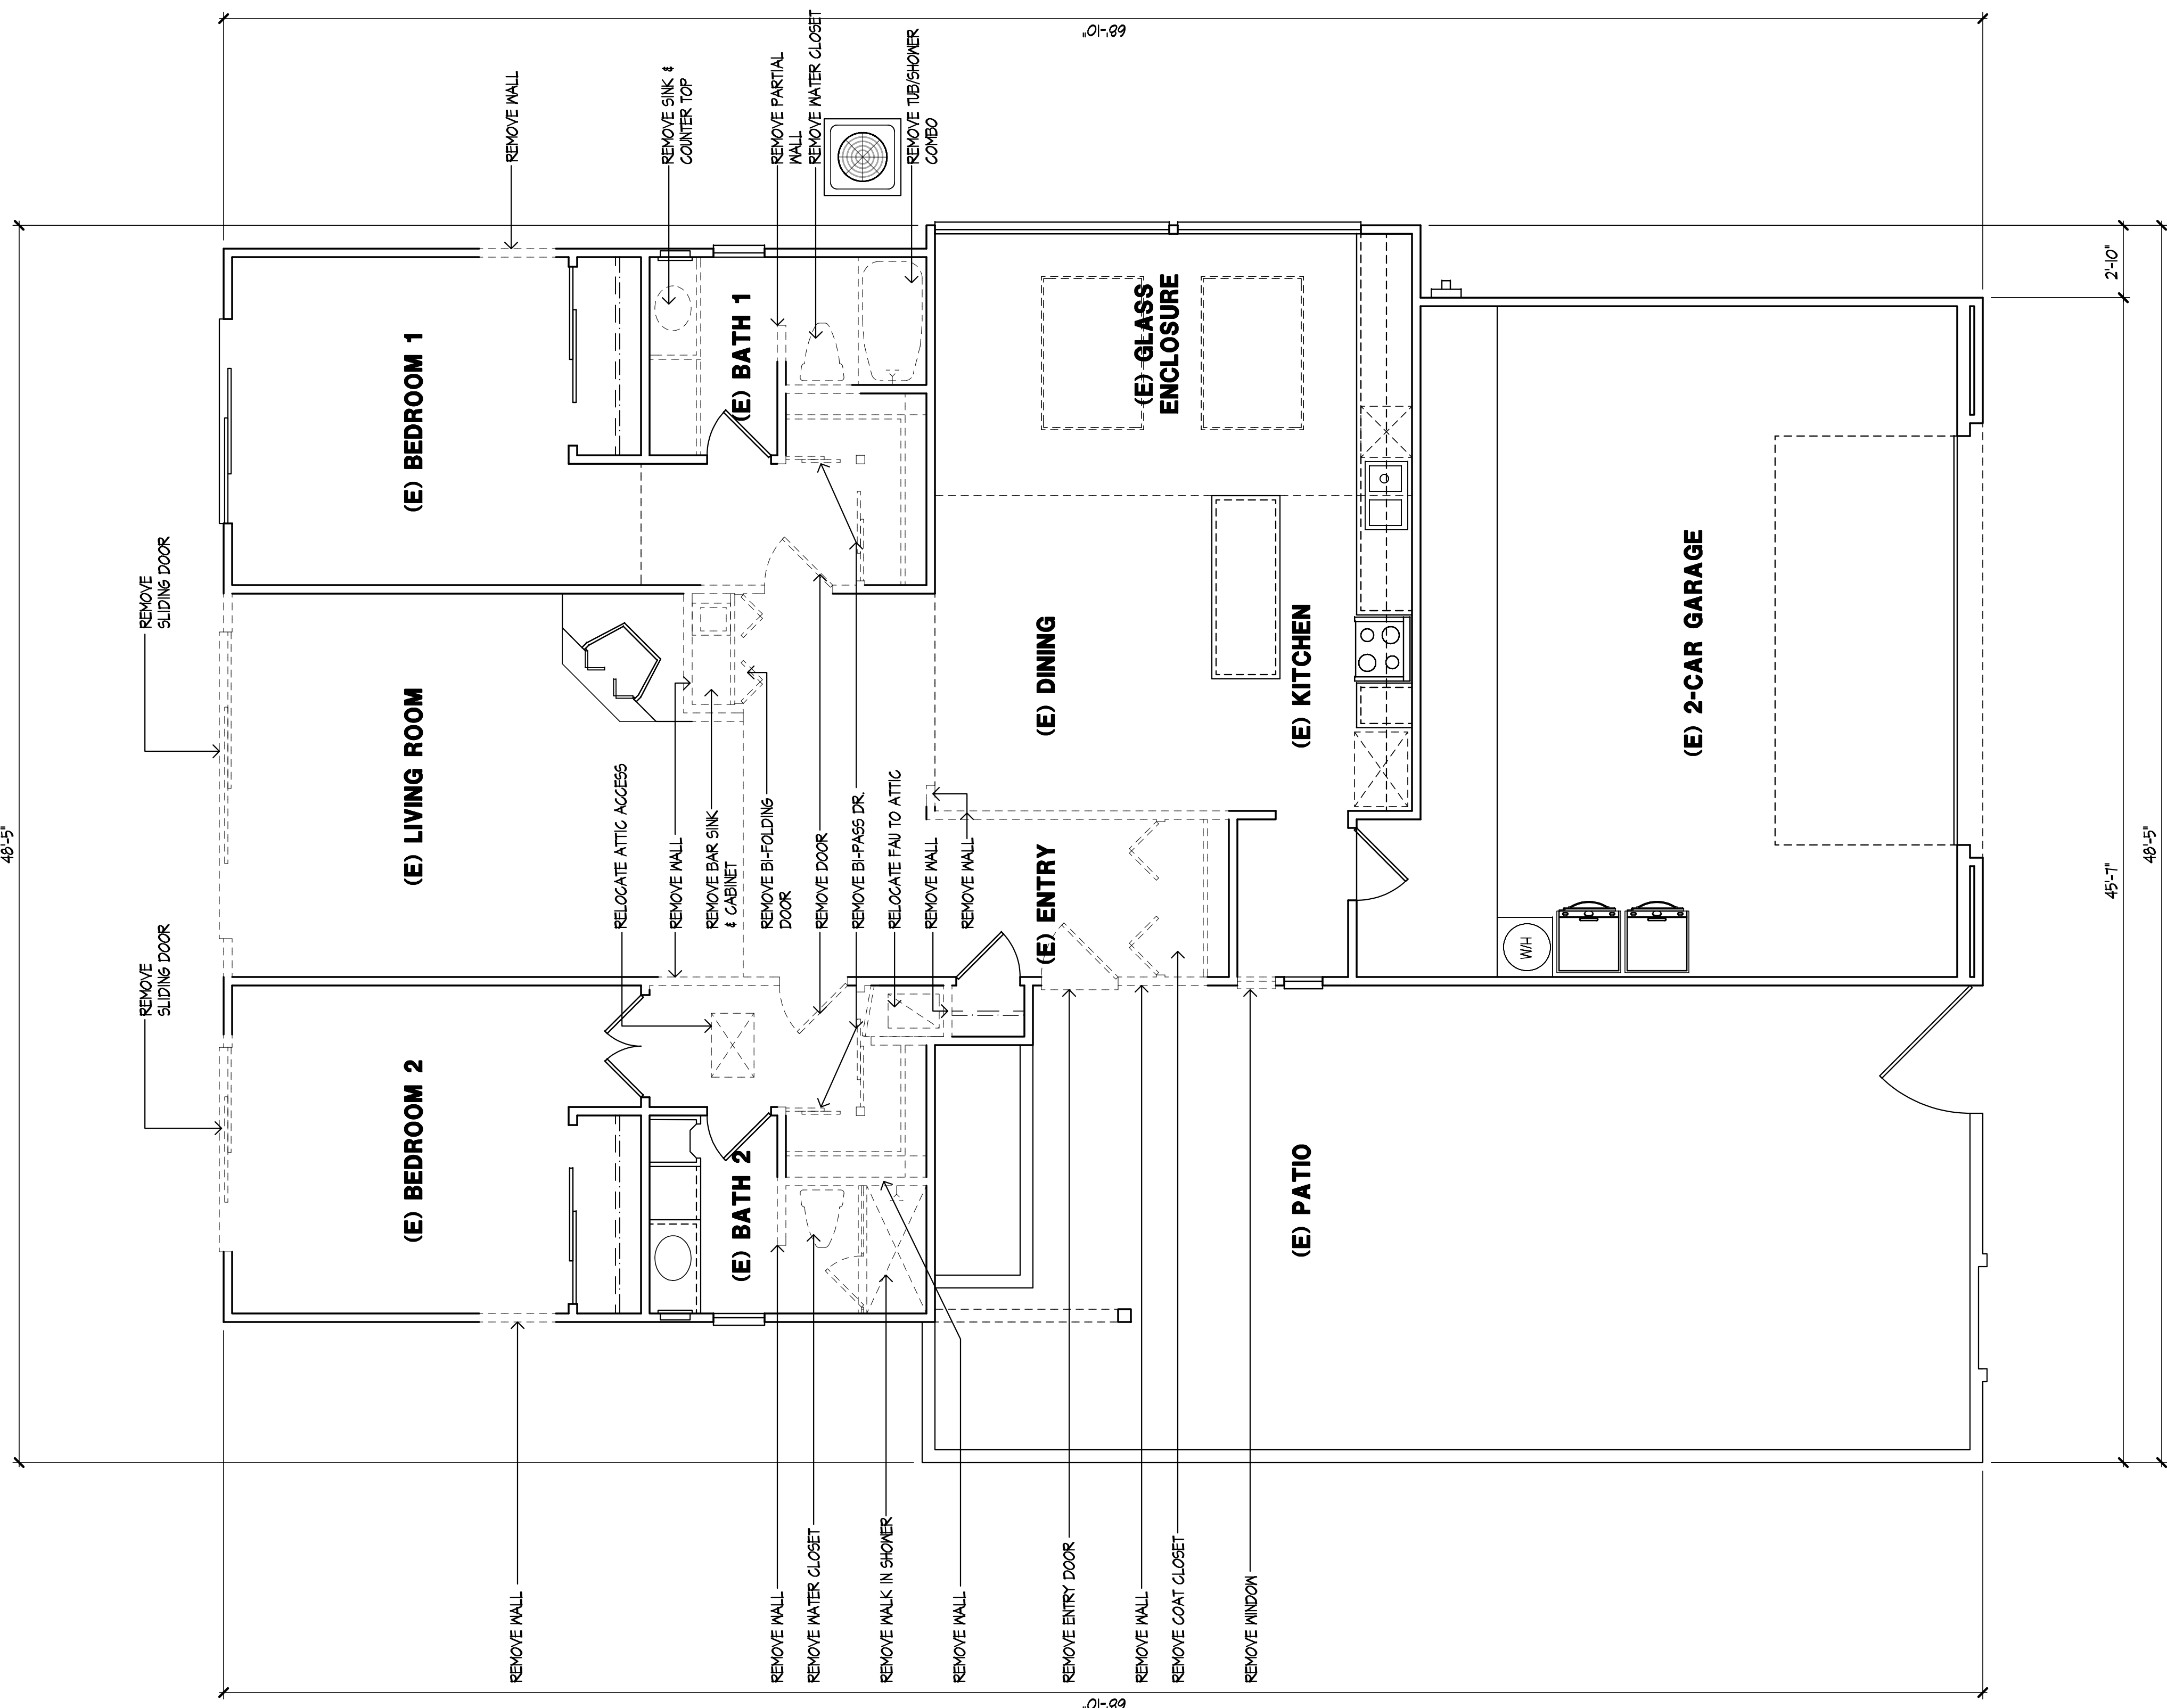 68'-10"
REMOVE WALL
REMOVE SINK &
COUNTER TOP
REMOVE PARTIAL
WALL
REMOVE WATER CLOSET
REMOVE TUB/SHOWER
COMBO
2'-10"
(E) BEDROOM 1
(E) BATH 1
(E) GLASS
ENCLOSURE
REMOVE
SLIDING DOOR
(E) LIVING ROOM
(E) DINING
(E) KITCHEN
(E) 2-CAR GARAGE
48'-5"
RELOCATE ATTIC ACCESS
REMOVE WALL
REMOVE BAR SINK
& CABINET
REMOVE BI-FOLDING
DOOR
REMOVE DOOR
REMOVE BI-PASS DR.
RELOCATE FAU TO ATTIC
REMOVE WALL
REMOVE WALL
(E) ENTRY
W/H
45'-7"
48'-5"
REMOVE
SLIDING DOOR
(E) BEDROOM 2
(E) BATH 2
(E) PATIO
REMOVE WALL
REMOVE WALL
REMOVE WATER CLOSET
REMOVE WALK IN SHOWER
REMOVE WALL
REMOVE ENTRY DOOR
REMOVE WALL
REMOVE COAT CLOSET
REMOVE WINDOW
68'-10"